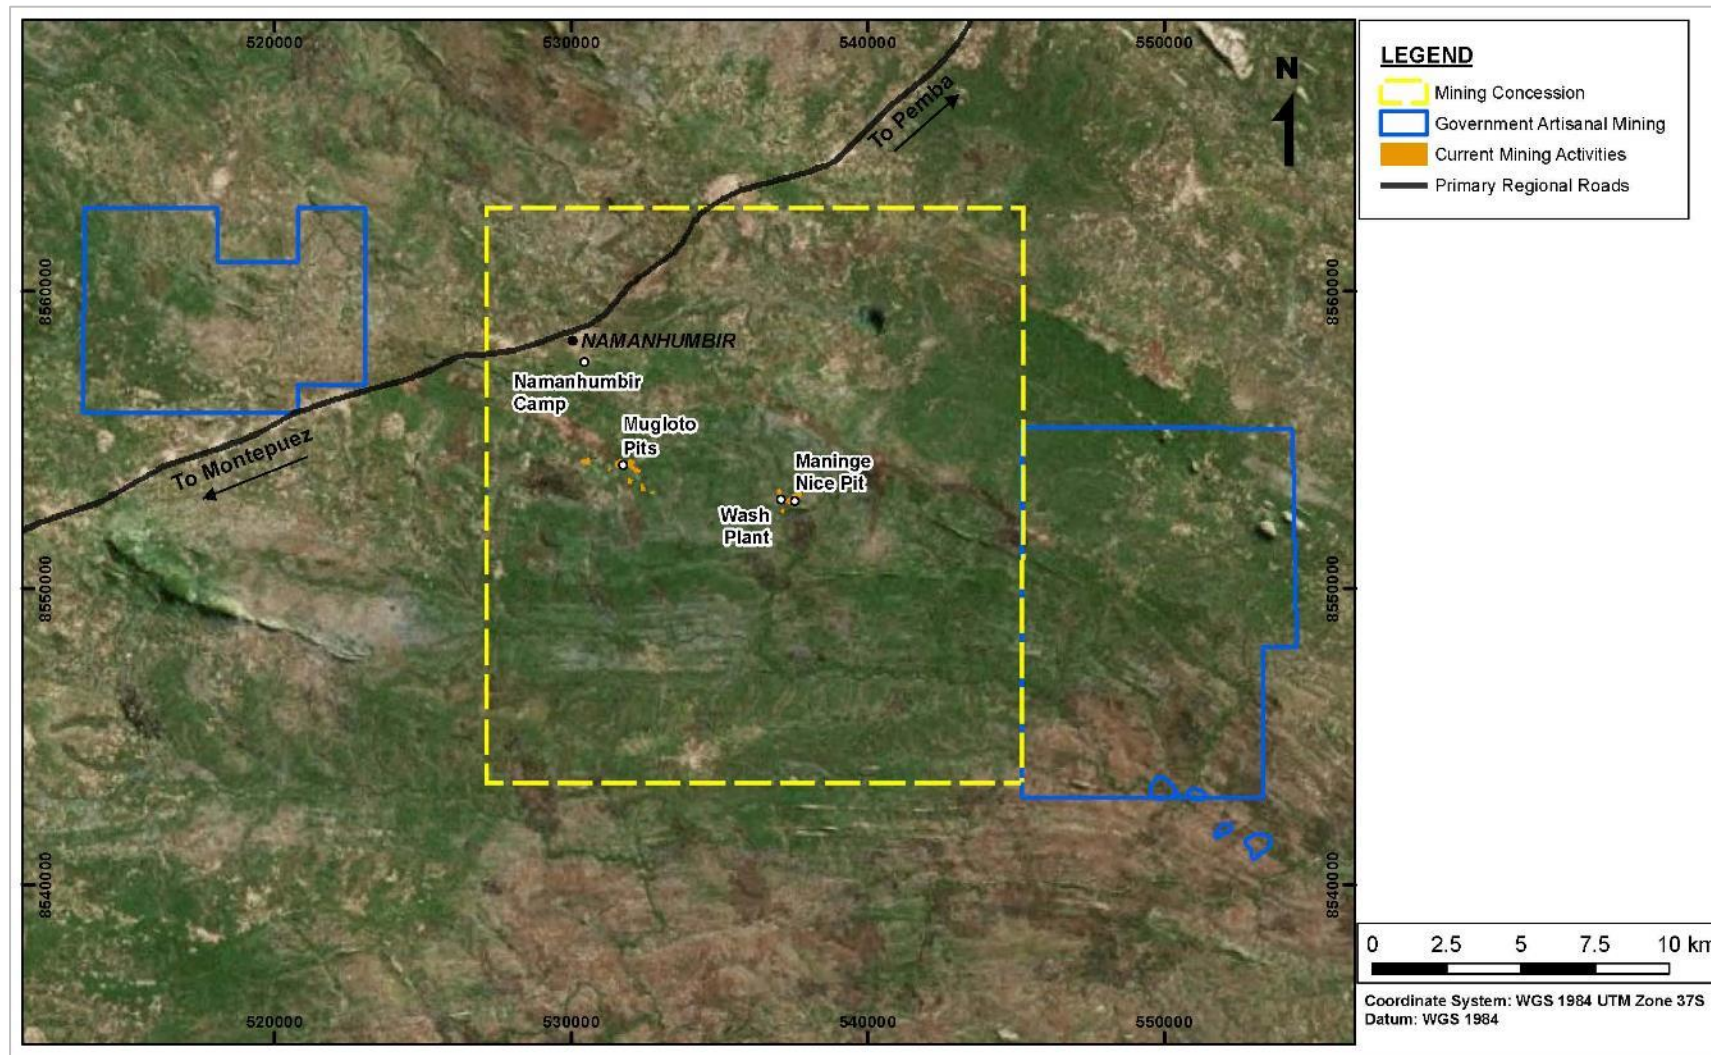 520000
530000
540000
550000
N
To Pemba
8560000
8560000
NAMANHUMBIR
Namanhumbir
Camp
Mugloto
Pits
To Montepuez
Maninge
Nice Pit
Wash
Plant
8550000
8550000
8540000
8540000
520000
530000
540000
550000
LEGEND
Mining Concession
Government Artisanal Mining
Current Mining Activities
Primary Regional Roads
0 2.5 5 7.5 10 km
Coordinate System: WGS 1984 UTM Zone 37S
Datum: WGS 1984